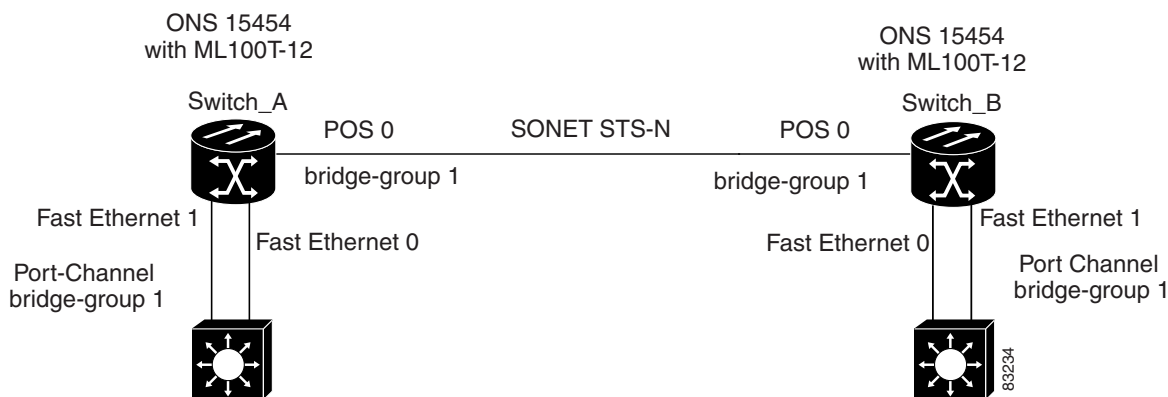 ONS 15454
with ML100T-12
Switch_A
POS 0
SONET STS-N
POS 0
ONS 15454
with ML100T-12
Switch_B
bridge-group 1
bridge-group 1
Fast Ethernet 1
Fast Ethernet 0
Fast Ethernet 0
Fast Ethernet 1
Port-Channel
bridge-group 1
Port Channel
bridge-group 1
83234